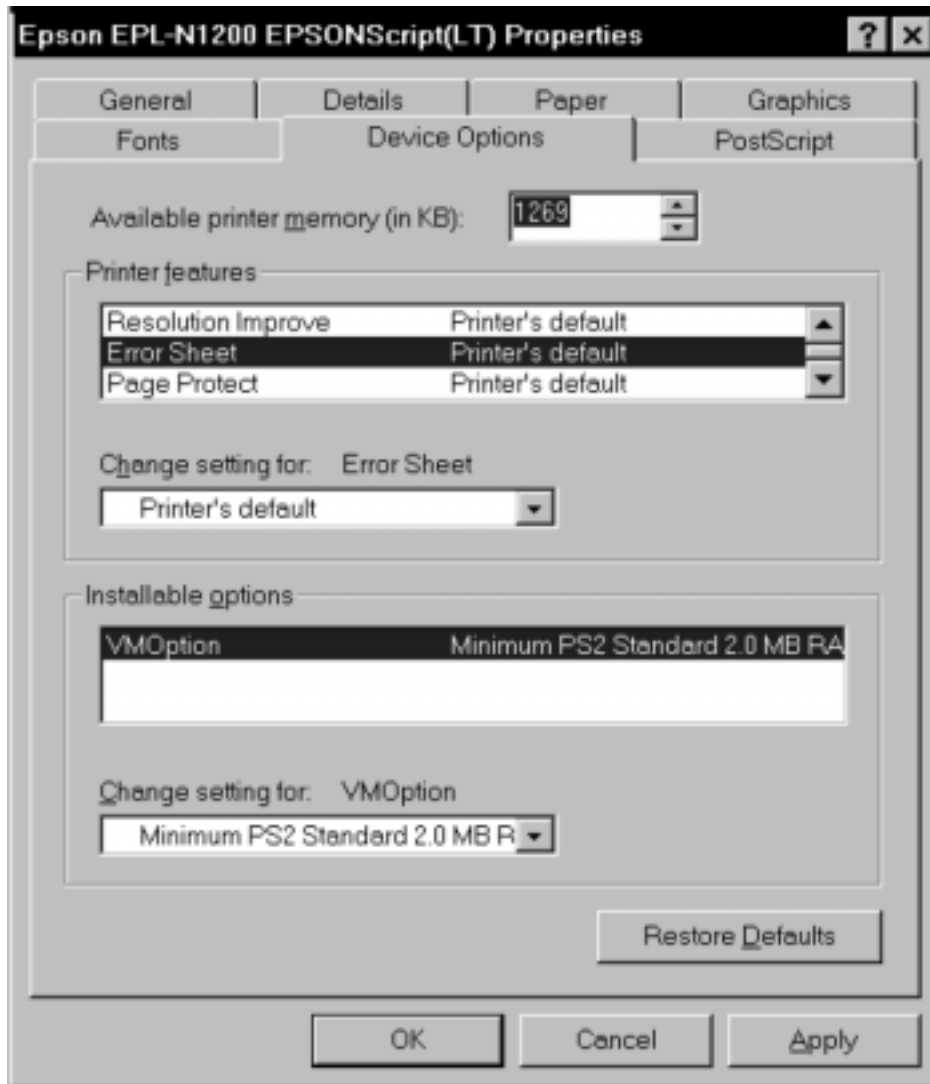 Epson EPL-N1200 EPSONScript(LT) Properties ? ×
General Details Paper Graphics
Fonts Device Options PostScript
Available printer memory (in KB): 1269
Printer features
Resolution Improve Printer's default
Error Sheet Printer's default
Page Protect Printer's default
Change setting for: Error Sheet
Printer's default
Installable options
VMOption Minimum PS2 Standard 2.0 MB RA
Change setting for: VMOption
Minimum PS2 Standard 2.0 MB R
Restore Defaults
OK Cancel Apply